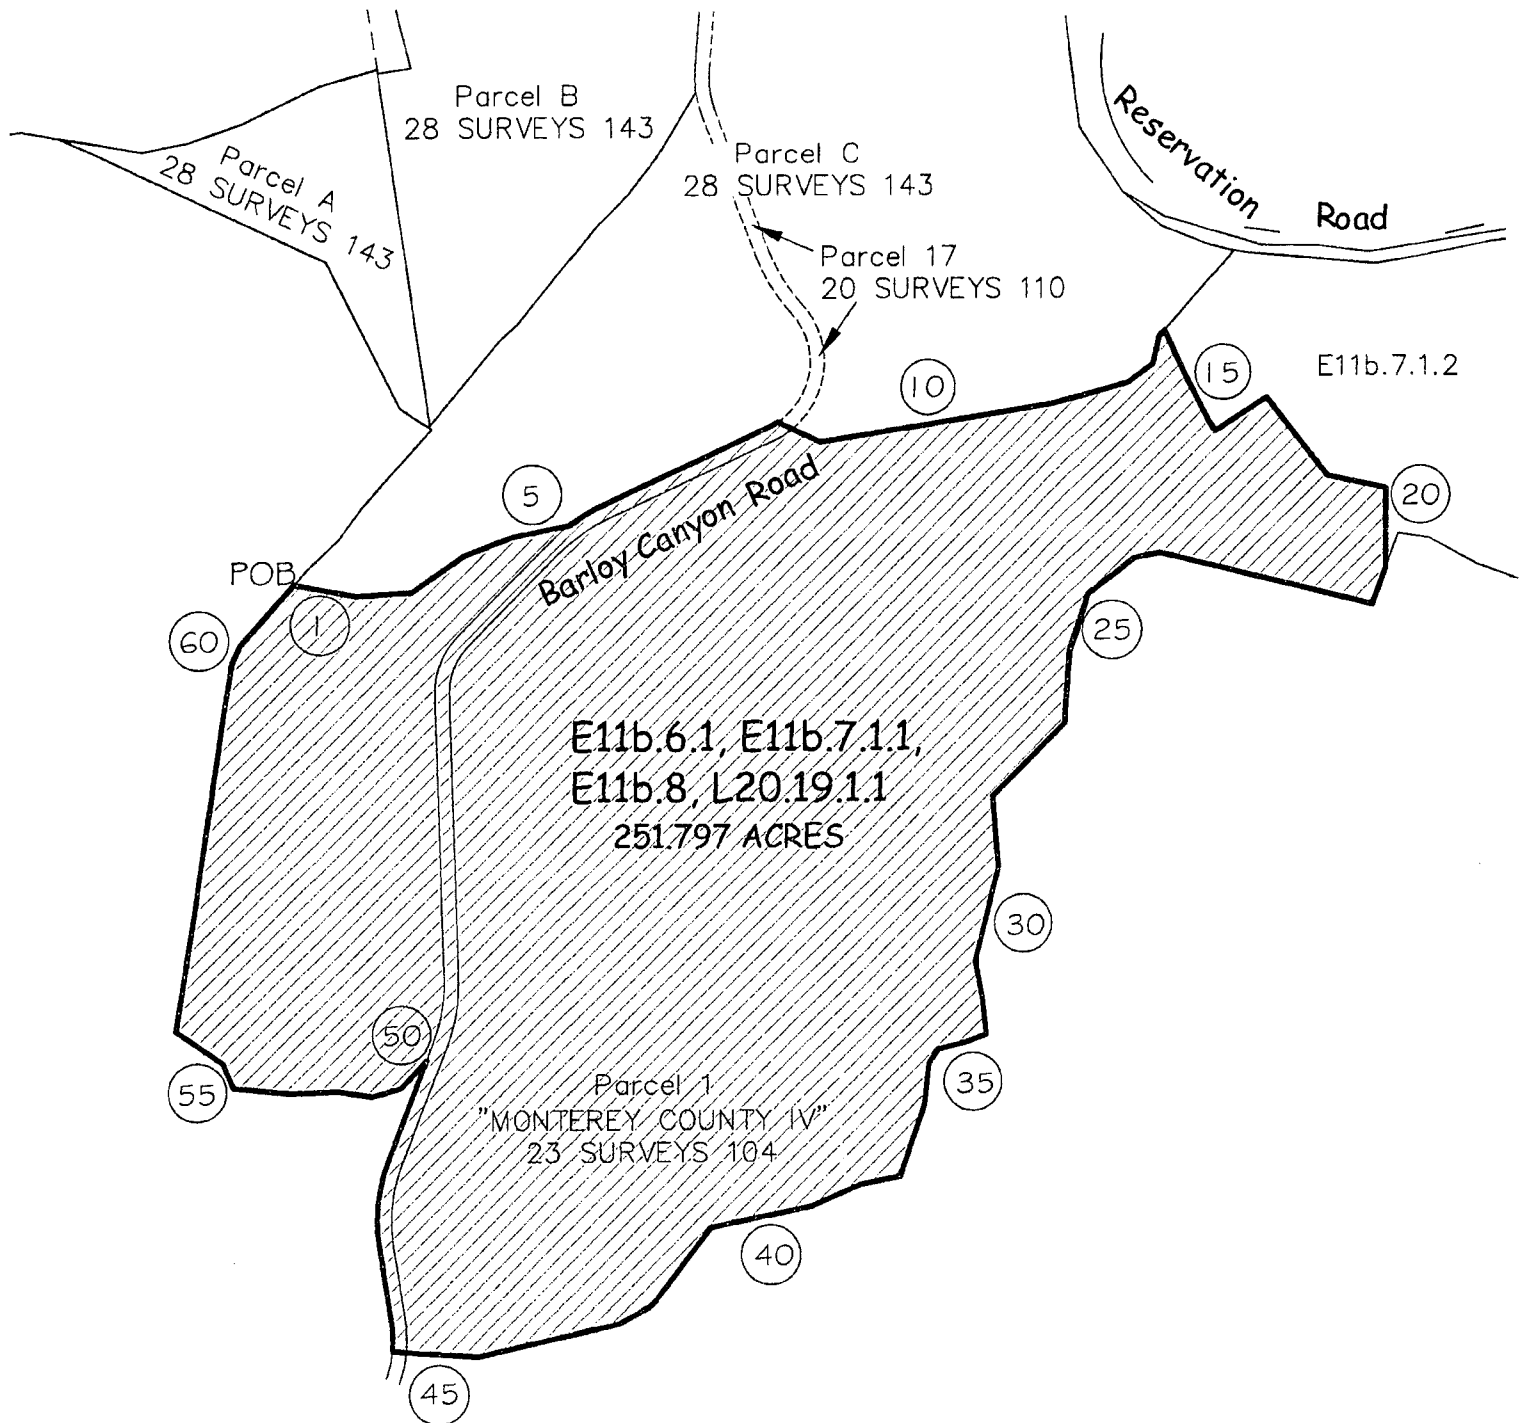 Parcel B
28 SURVEYS 143
Parcel A
28 SURVEYS 143
Parcel C
28 SURVEYS 143
Reservation Road
Parcel 17
20 SURVEYS 110
E11b.7.1.2
10
15
5
20
Barloy Canyon Road
POB
1
60
25
E11b.6.1, E11b.7.1.1,
E11b.8, L20.19.1.1
251.797 ACRES
30
50
55
35
Parcel 1
"MONTEREY COUNTY IV"
23 SURVEYS 104
40
45